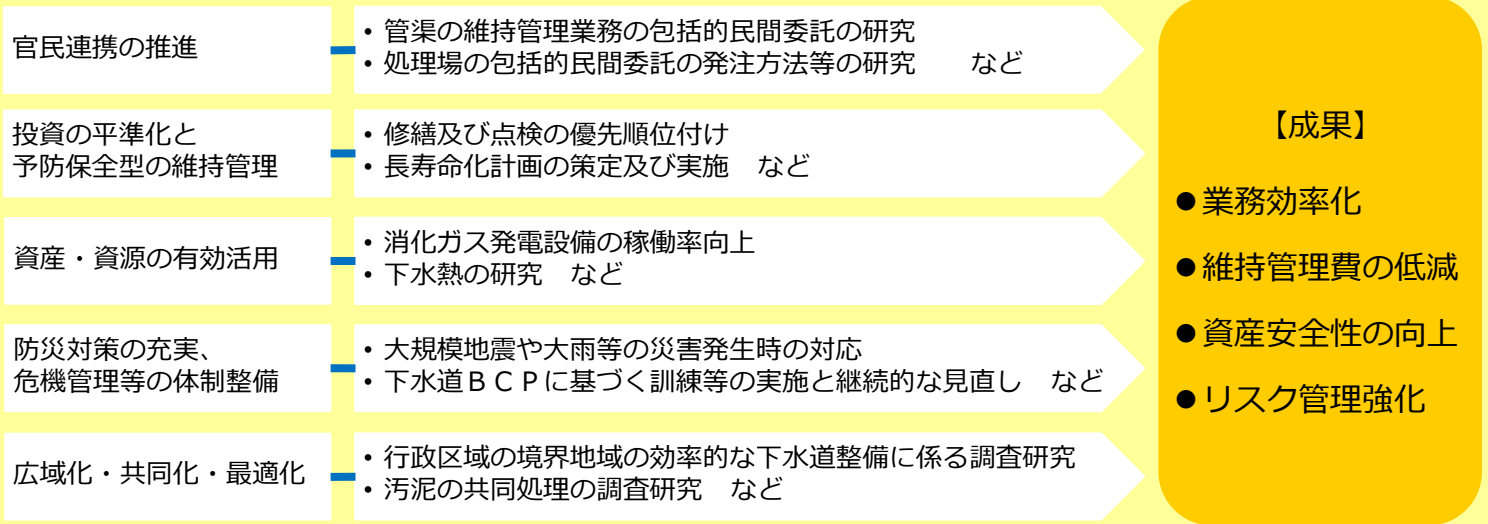 官民連携の推進
• 管渠の維持管理業務の包括的民間委託の研究
• 処理場の包括的民間委託の発注方法等の研究　　など
投資の平準化と
予防保全型の維持管理
• 修繕及び点検の優先順位付け
• 長寿命化計画の策定及び実施　など
資産・資源の有効活用
• 消化ガス発電設備の稼働率向上
• 下水熱の研究　など
防災対策の充実、
危機管理等の体制整備
• 大規模地震や大雨等の災害発生時の対応
• 下水道ＢＣＰに基づく訓練等の実施と継続的な見直し　など
広域化・共同化・最適化
• 行政区域の境界地域の効率的な下水道整備に係る調査研究
• 汚泥の共同処理の調査研究　など
【成果】
●業務効率化
●維持管理費の低減
●資産安全性の向上
●リスク管理強化